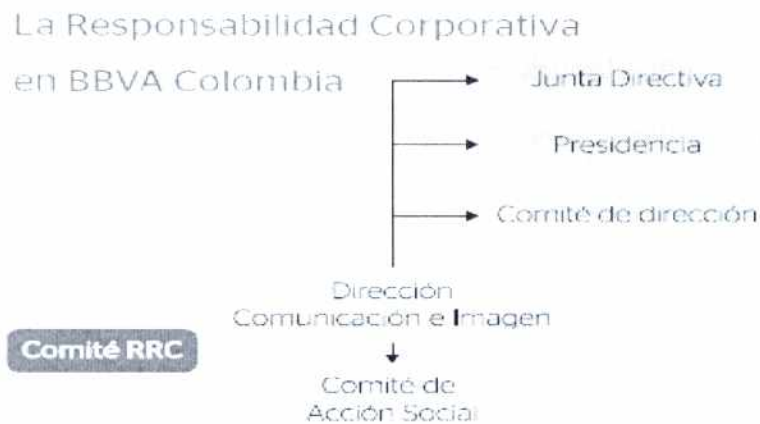 La Responsabilidad Corporativa
en BBVA Colombia
Junta Directiva
Presidencia
Comité de dirección
Dirección
Comunicación e Imagen
Comité RRC
Comité de
Acción Social